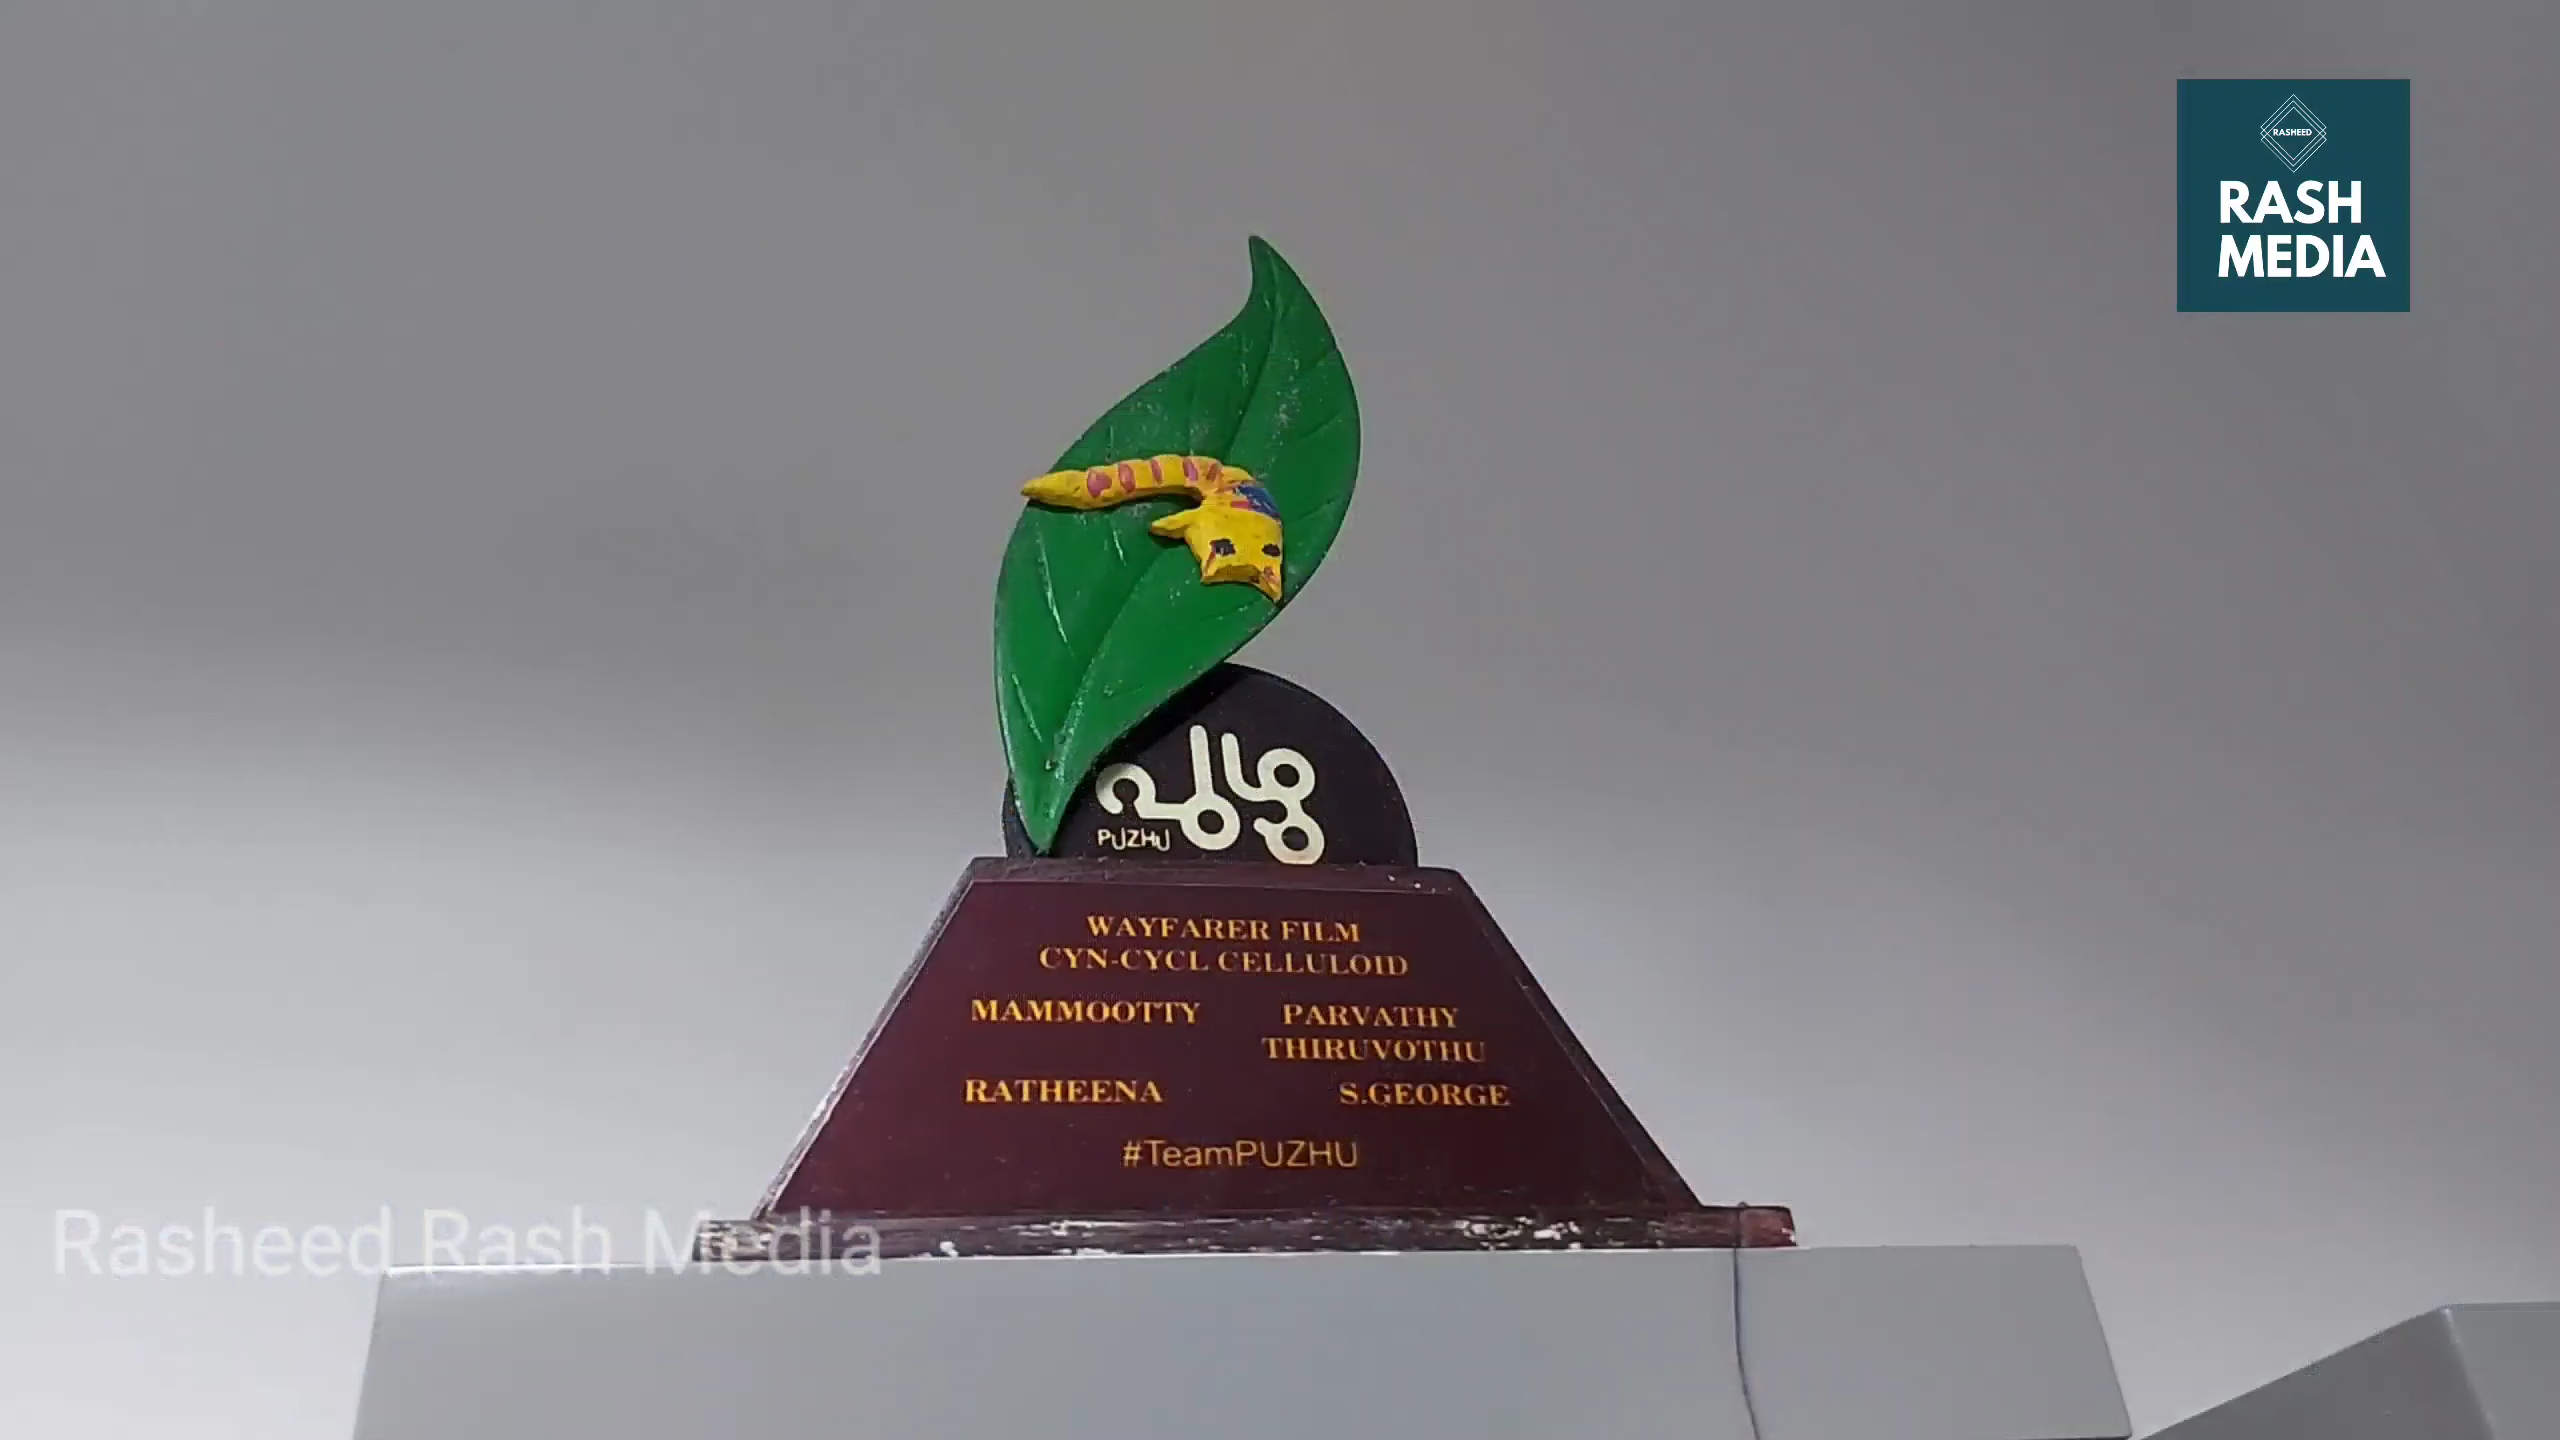 RASHEED
RASH
MEDIA
പുഴു
PUZHU
WAYFARER FILM
CYN-CYCL CELLULOID
MAMMOOTTY PARVATHY
THIRUVOTHU
RATHEENA S.GEORGE
#TeamPUZHU
Rasheed Rash Media